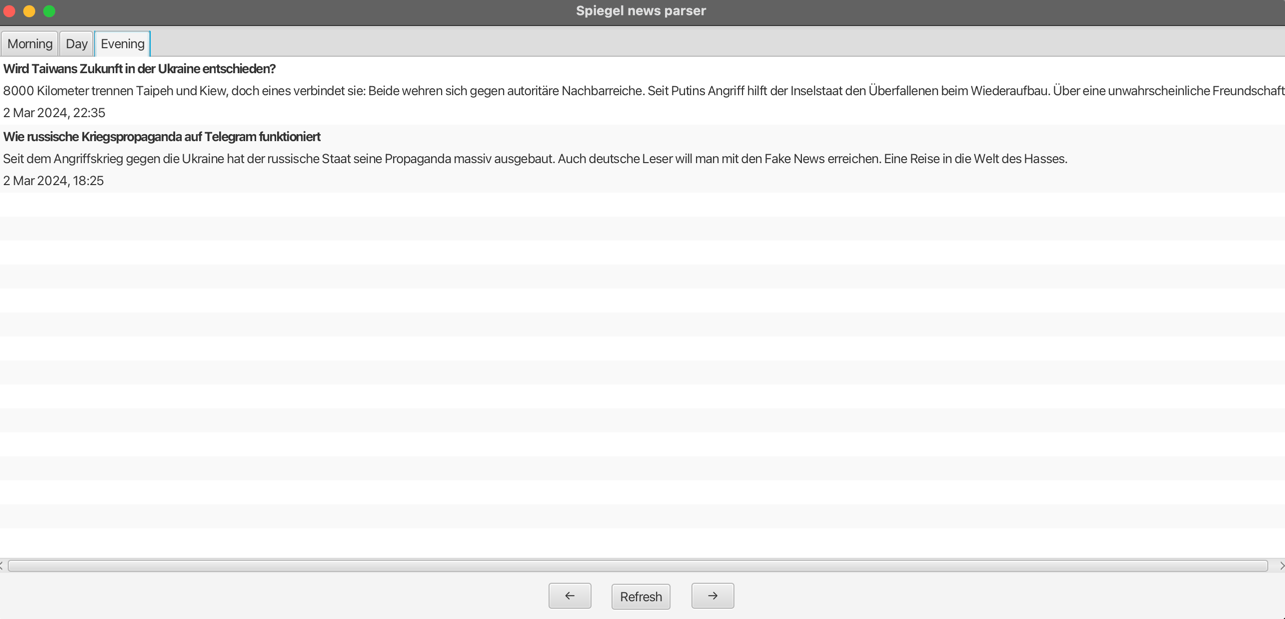 Spiegel news parser
Morning Day Evening
Wird Taiwans Zukunft in der Ukraine entschieden?
8000 Kilometer trennen Taipeh und Kiew, doch eines verbindet sie: Beide wehren sich gegen autoritäre Nachbarreiche. Seit Putins Angriff hilft der Inselstaat den Überfallenen beim Wiederaufbau. Über eine unwahrscheinliche Freundschaft
2 Mar 2024, 22:35
Wie russische Kriegspropaganda auf Telegram funktioniert
Seit dem Angriffskrieg gegen die Ukraine hat der russische Staat seine Propaganda massiv ausgebaut. Auch deutsche Leser will man mit den Fake News erreichen. Eine Reise in die Welt des Hasses.
2 Mar 2024, 18:25
← Refresh →